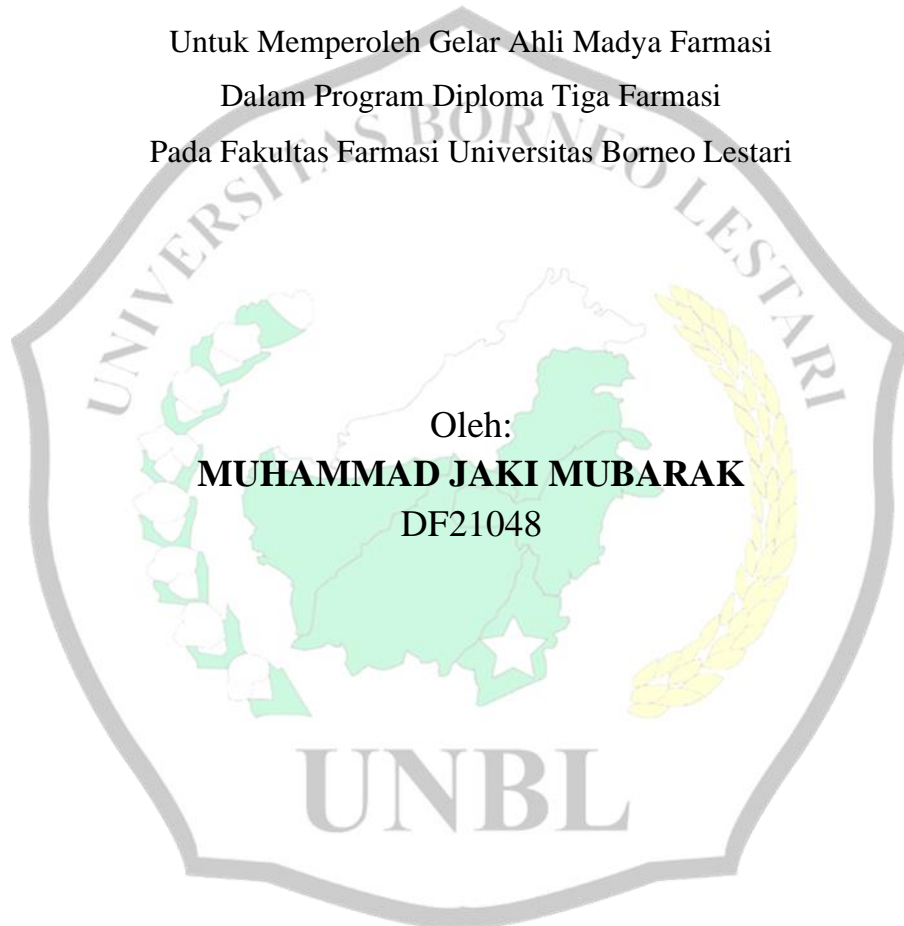 Untuk Memperoleh Gelar Ahli Madya Farmasi
Dalam Program Diploma Tiga Farmasi
Pada Fakultas Farmasi Universitas Borneo Lestari
UNIVERSITAS BORNEO LESTARI
Oleh:
MUHAMMAD JAKI MUBARAK
DF21048
UNBL